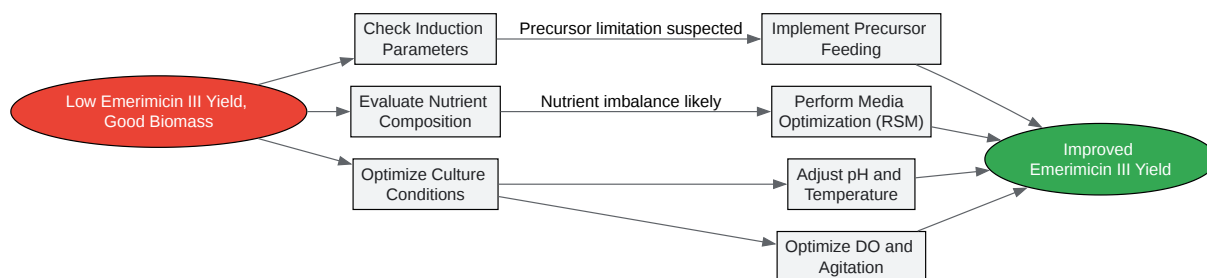 Low Emerimicin III Yield,
Good Biomass
Check Induction
Parameters
Precursor limitation suspected
Implement Precursor
Feeding
Evaluate Nutrient
Composition
Nutrient imbalance likely
Perform Media
Optimization (RSM)
Optimize Culture
Conditions
Adjust pH and
Temperature
Optimize DO and
Agitation
Improved
Emerimicin III Yield